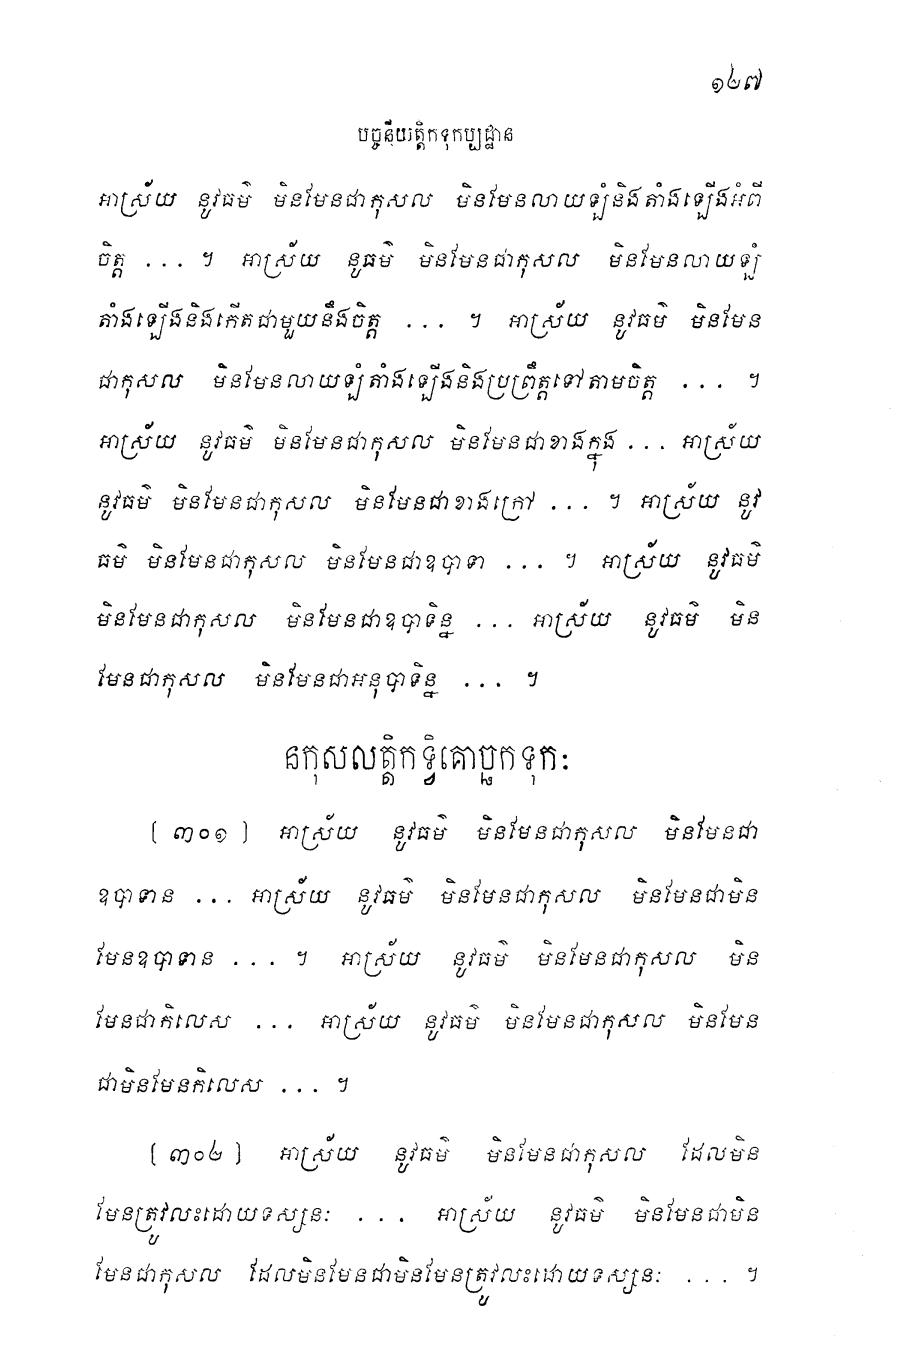 ១២៧
បច្ចនីយត្តិកទុកប្បដ្ឋាន
អាស្រ័យ នូវធម៌ មិនមែនជាកុសល មិនមែនលាយឡំនិងតាំងឡើងអំពី
ចិត្ត ... ។ អាស្រ័យ នូវធម៌ មិនមែនជាកុសល មិនមែនលាយឡំ
តាំងឡើងនិងកើតជាមួយនឹងចិត្ត ... ។ អាស្រ័យ នូវធម៌ មិនមែន
ជាកុសល មិនមែនលាយឡំតាំងឡើងនិងប្រព្រឹត្តទៅតាមចិត្ត ... ។
អាស្រ័យ នូវធម៌ មិនមែនជាកុសល មិនមែនជាខាងក្នុង ... អាស្រ័យ
នូវធម៌ មិនមែនជាកុសល មិនមែនជាខាងក្រៅ ... ។ អាស្រ័យ នូវ
ធម៌ មិនមែនជាកុសល មិនមែនជាឧបាទា ... ។ អាស្រ័យ នូវធម៌
មិនមែនជាកុសល មិនមែនជាឧបាទិន្ន ... អាស្រ័យ នូវធម៌ មិន
មែនជាកុសល មិនមែនជាអនុបាទិន្ន ... ។
នកុសលត្តិកទ្វិគោច្ឆកទុកៈ
[ ៣០១ ] អាស្រ័យ នូវធម៌ មិនមែនជាកុសល មិនមែនជា
ឧបាទាន ... អាស្រ័យ នូវធម៌ មិនមែនជាកុសល មិនមែនជាមិន
មែនឧបាទាន ... ។ អាស្រ័យ នូវធម៌ មិនមែនជាកុសល មិន
មែនជាកិលេស ... អាស្រ័យ នូវធម៌ មិនមែនជាកុសល មិនមែន
ជាមិនមែនកិលេស ... ។
[ ៣០២ ] អាស្រ័យ នូវធម៌ មិនមែនជាកុសល ដែលមិន
មែនត្រូវលះដោយទស្សនៈ ... អាស្រ័យ នូវធម៌ មិនមែនជាមិន
មែនជាកុសល ដែលមិនមែនជាមិនមែនត្រូវលះដោយទស្សនៈ ... ។